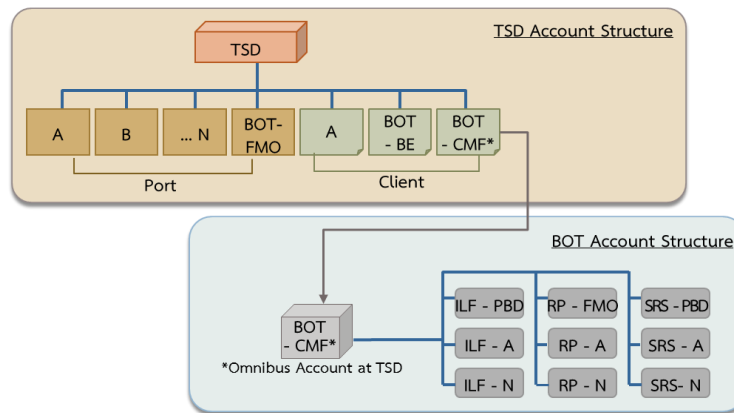 TSD Account Structure
TSD
A
B
... N
BOT-
FMO
A
BOT
- BE
BOT
- CMF*
Port
Client
BOT Account Structure
BOT
- CMF*
*Omnibus Account at TSD
ILF - PBD
RP - FMO
SRS - PBD
ILF - A
RP - A
SRS - A
ILF - N
RP - N
SRS- N